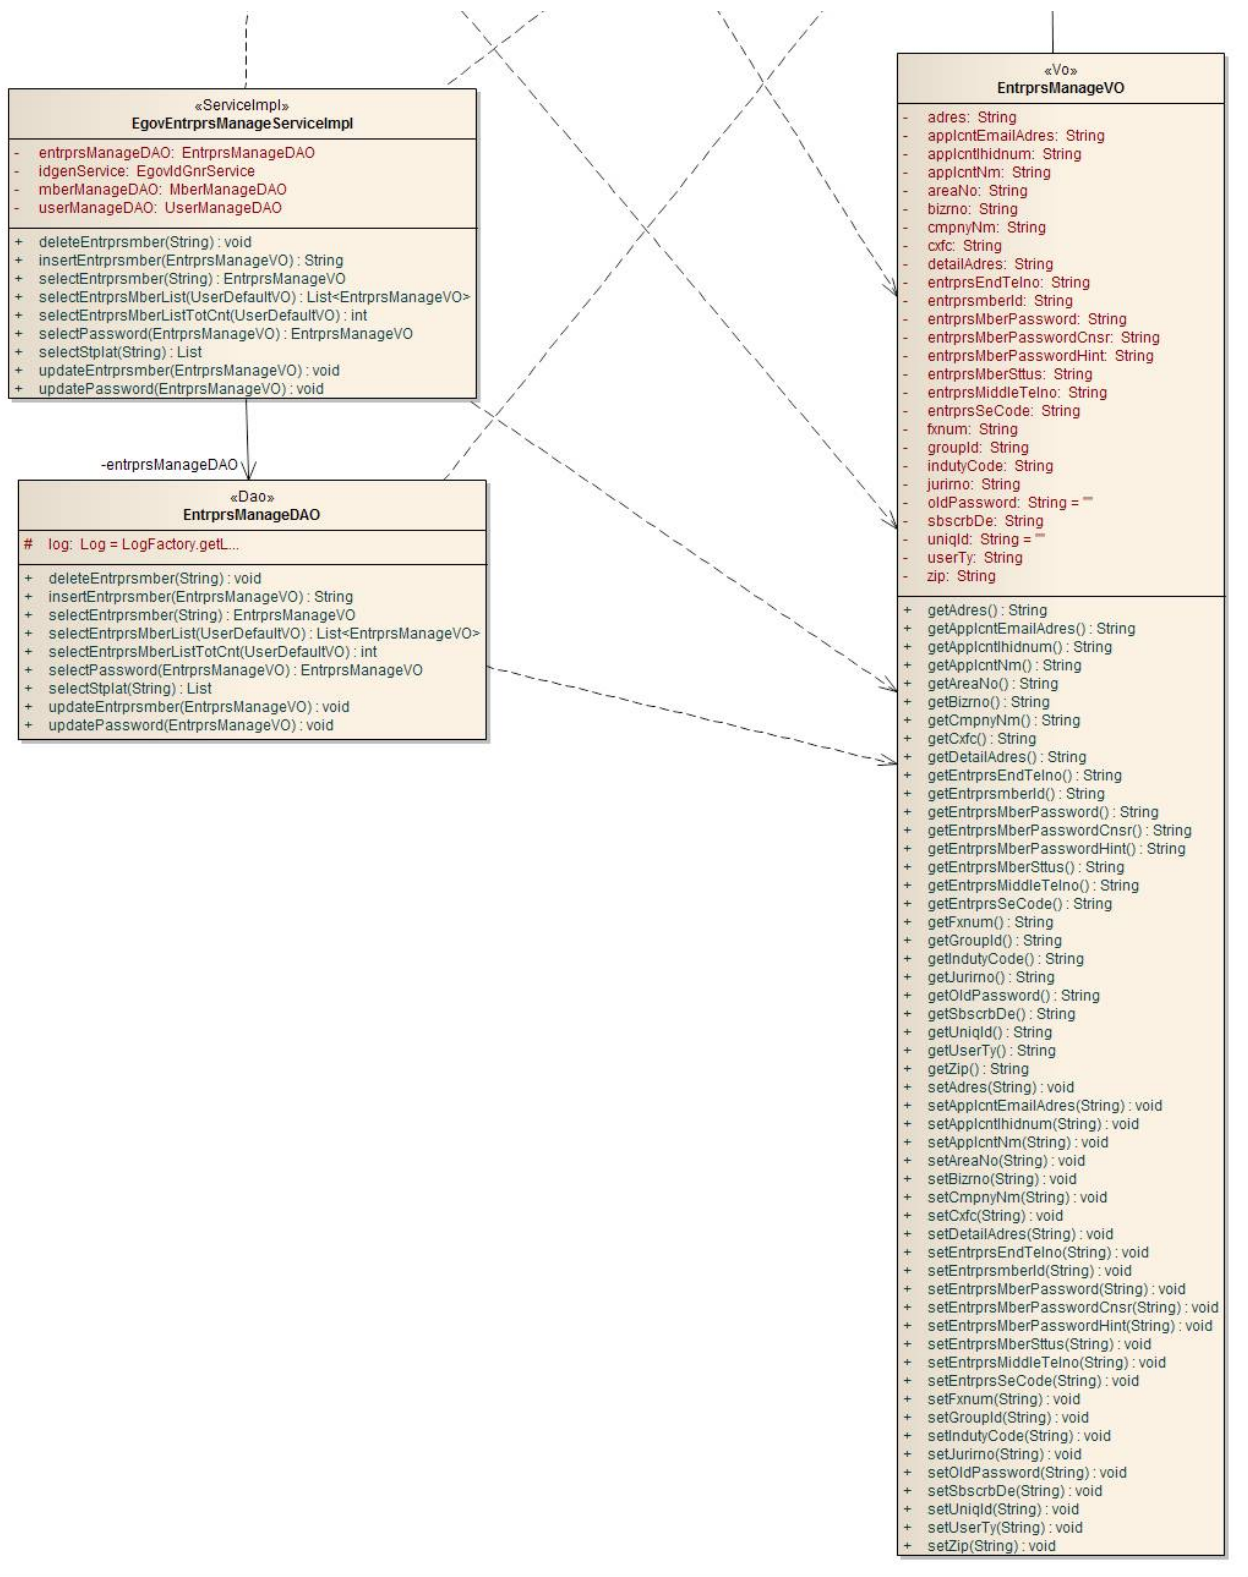 «ServiceImpl»
EgovEntrprsManageServiceImpl
- entrprsManageDAO: EntrprsManageDAO
- idgenService: EgovIdGnrService
- mberManageDAO: MberManageDAO
- userManageDAO: UserManageDAO
+ deleteEntrprsmber(String) : void
+ insertEntrprsmber(EntrprsManageVO) : String
+ selectEntrprsmber(String) : EntrprsManageVO
+ selectEntrprsMberList(UserDefaultVO) : List<EntrprsManageVO>
+ selectEntrprsMberListTotCnt(UserDefaultVO) : int
+ selectPassword(EntrprsManageVO) : EntrprsManageVO
+ selectStplat(String) : List
+ updateEntrprsmber(EntrprsManageVO) : void
+ updatePassword(EntrprsManageVO) : void
-entrprsManageDAO
«Dao»
EntrprsManageDAO
# log: Log = LogFactory.getL...
+ deleteEntrprsmber(String) : void
+ insertEntrprsmber(EntrprsManageVO) : String
+ selectEntrprsmber(String) : EntrprsManageVO
+ selectEntrprsMberList(UserDefaultVO) : List<EntrprsManageVO>
+ selectEntrprsMberListTotCnt(UserDefaultVO) : int
+ selectPassword(EntrprsManageVO) : EntrprsManageVO
+ selectStplat(String) : List
+ updateEntrprsmber(EntrprsManageVO) : void
+ updatePassword(EntrprsManageVO) : void
«Vo»
EntrprsManageVO
- adres: String
- applcntEmailAdres: String
- applcntIhidnum: String
- applcntNm: String
- areaNo: String
- bizrno: String
- cmpnyNm: String
- cxfc: String
- detailAdres: String
- entrprsEndTelno: String
- entrprsmberId: String
- entrprsMberPassword: String
- entrprsMberPasswordCnsr: String
- entrprsMberPasswordHint: String
- entrprsMberSttus: String
- entrprsMiddleTelno: String
- entrprsSeCode: String
- fxnum: String
- groupId: String
- indutyCode: String
- jurirno: String
- oldPassword: String = ""
- sbscrbDe: String
- uniqId: String = ""
- userTy: String
- zip: String
+ getAdres() : String
+ getApplcntEmailAdres() : String
+ getApplcntIhidnum() : String
+ getApplcntNm() : String
+ getAreaNo() : String
+ getBizrno() : String
+ getCmpnyNm() : String
+ getCxfc() : String
+ getDetailAdres() : String
+ getEntrprsEndTelno() : String
+ getEntrprsmberId() : String
+ getEntrprsMberPassword() : String
+ getEntrprsMberPasswordCnsr() : String
+ getEntrprsMberPasswordHint() : String
+ getEntrprsMberSttus() : String
+ getEntrprsMiddleTelno() : String
+ getEntrprsSeCode() : String
+ getFxnum() : String
+ getGroupId() : String
+ getIndutyCode() : String
+ getJurirno() : String
+ getOldPassword() : String
+ getSbscrbDe() : String
+ getUniqId() : String
+ getUserTy() : String
+ getZip() : String
+ setAdres(String) : void
+ setApplcntEmailAdres(String) : void
+ setApplcntIhidnum(String) : void
+ setApplcntNm(String) : void
+ setAreaNo(String) : void
+ setBizrno(String) : void
+ setCmpnyNm(String) : void
+ setCxfc(String) : void
+ setDetailAdres(String) : void
+ setEntrprsEndTelno(String) : void
+ setEntrprsmberId(String) : void
+ setEntrprsMberPassword(String) : void
+ setEntrprsMberPasswordCnsr(String) : void
+ setEntrprsMberPasswordHint(String) : void
+ setEntrprsMberSttus(String) : void
+ setEntrprsMiddleTelno(String) : void
+ setEntrprsSeCode(String) : void
+ setFxnum(String) : void
+ setGroupId(String) : void
+ setIndutyCode(String) : void
+ setJurirno(String) : void
+ setOldPassword(String) : void
+ setSbscrbDe(String) : void
+ setUniqId(String) : void
+ setUserTy(String) : void
+ setZip(String) : void